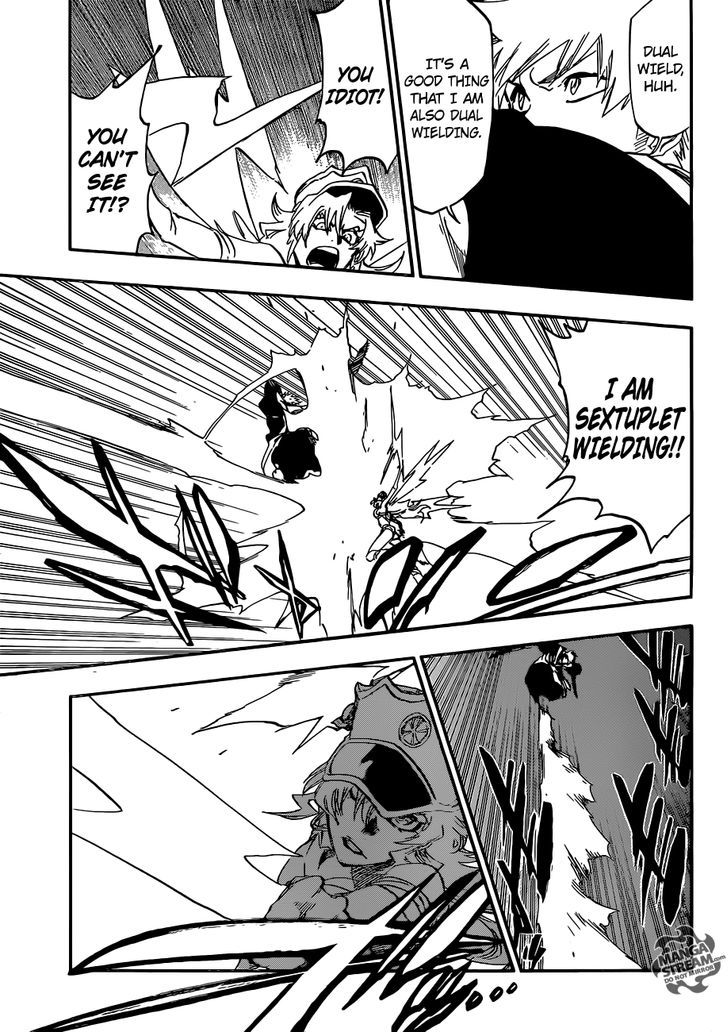 DUAL
WIELD,
HUH.
IT'S A
GOOD THING
THAT I AM
ALSO DUAL
WIELDING.
YOU
IDIOT!
YOU
CAN'T
SEE
IT!?
I AM
SEXTUPLET
WIELDING!!
MANGA
STREAM.com
DO NOT MIRROR